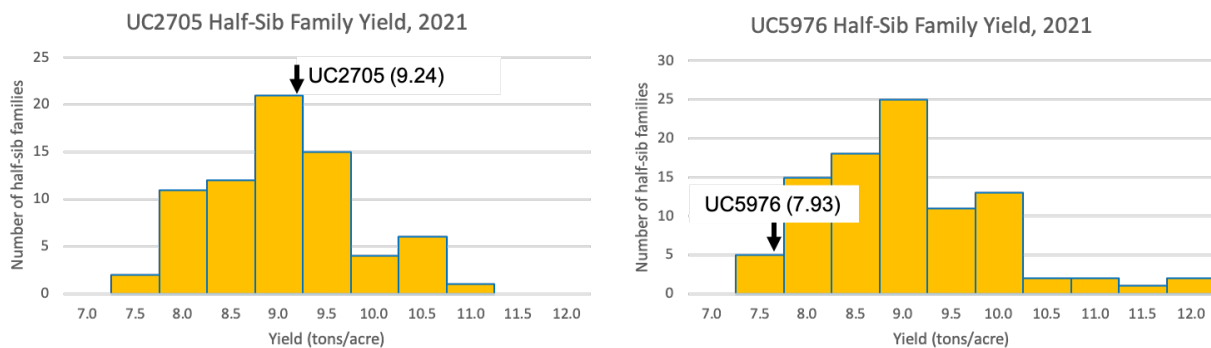 UC2705 Half-Sib Family Yield, 2021
Number of half-sib families
25
20
15
10
5
0
UC2705 (9.24)
7.0 7.5 8.0 8.5 9.0 9.5 10.0 10.5 11.0 11.5 12.0
Yield (tons/acre)
UC5976 Half-Sib Family Yield, 2021
Number of half-sib families
30
25
20
15
10
5
0
UC5976 (7.93)
7.0 7.5 8.0 8.5 9.0 9.5 10.0 10.5 11.0 11.5 12.0
Yield (tons/acre)